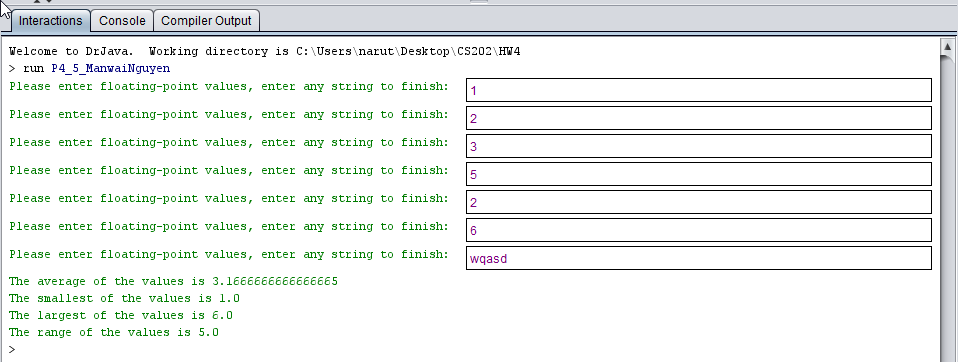 Interactions Console Compiler Output
Welcome to DrJava. Working directory is C:\Users\narut\Desktop\CS202\HW4
> run P4_5_ManwaiNguyen
Please enter floating-point values, enter any string to finish: 1
Please enter floating-point values, enter any string to finish: 2
Please enter floating-point values, enter any string to finish: 3
Please enter floating-point values, enter any string to finish: 5
Please enter floating-point values, enter any string to finish: 2
Please enter floating-point values, enter any string to finish: 6
Please enter floating-point values, enter any string to finish: wqasd
The average of the values is 3.1666666666666665
The smallest of the values is 1.0
The largest of the values is 6.0
The range of the values is 5.0
>